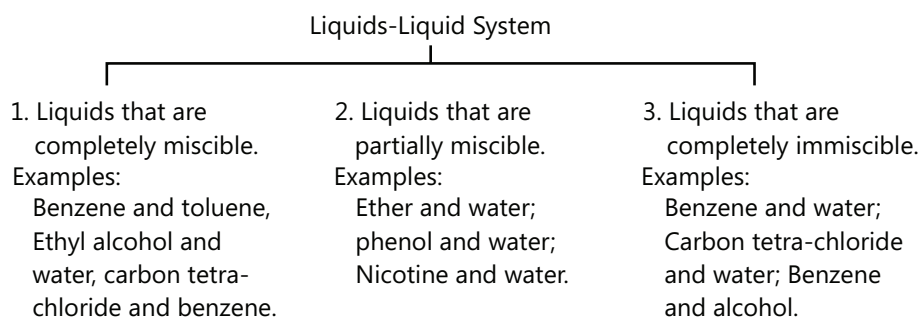 Liquids-Liquid System
1. Liquids that are
completely miscible.
Examples:
Benzene and toluene,
Ethyl alcohol and
water, carbon tetra-
chloride and benzene.
2. Liquids that are
partially miscible.
Examples:
Ether and water;
phenol and water;
Nicotine and water.
3. Liquids that are
completely immiscible.
Examples:
Benzene and water;
Carbon tetra-chloride
and water; Benzene
and alcohol.